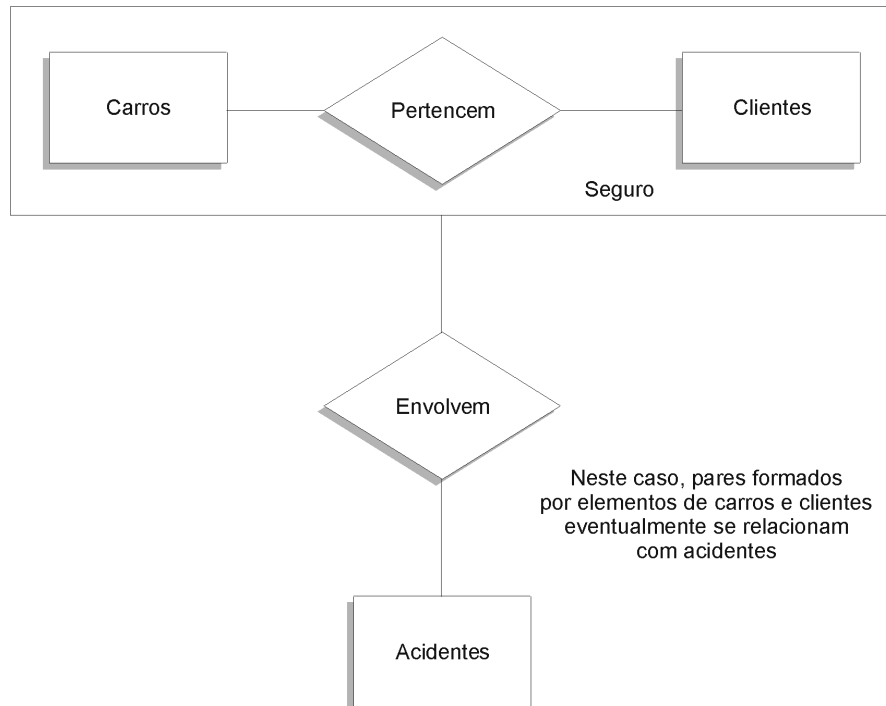 Carros
Pertencem
Clientes
Seguro
Envolvem
Neste caso, pares formados
por elementos de carros e clientes
eventualmente se relacionam
com acidentes
Acidentes